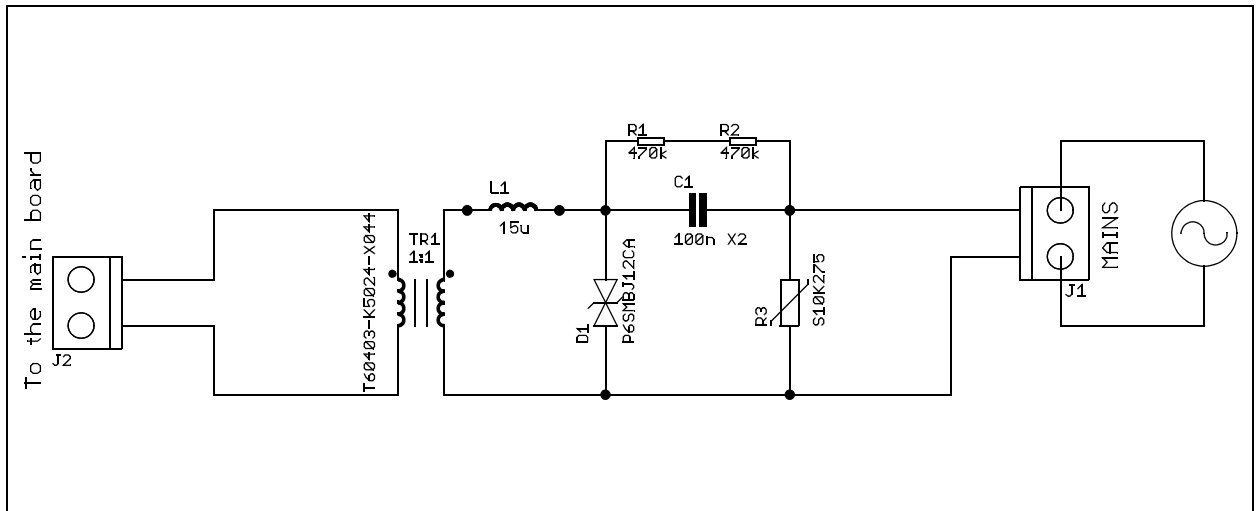 To the main board
J2
T60403-K5024-X044
TR1
1:1
L1
15u
R1
470k
R2
470k
C1
100n X2
D1
P6SMBJ12CA
R3
S10K275
MAINS
J1